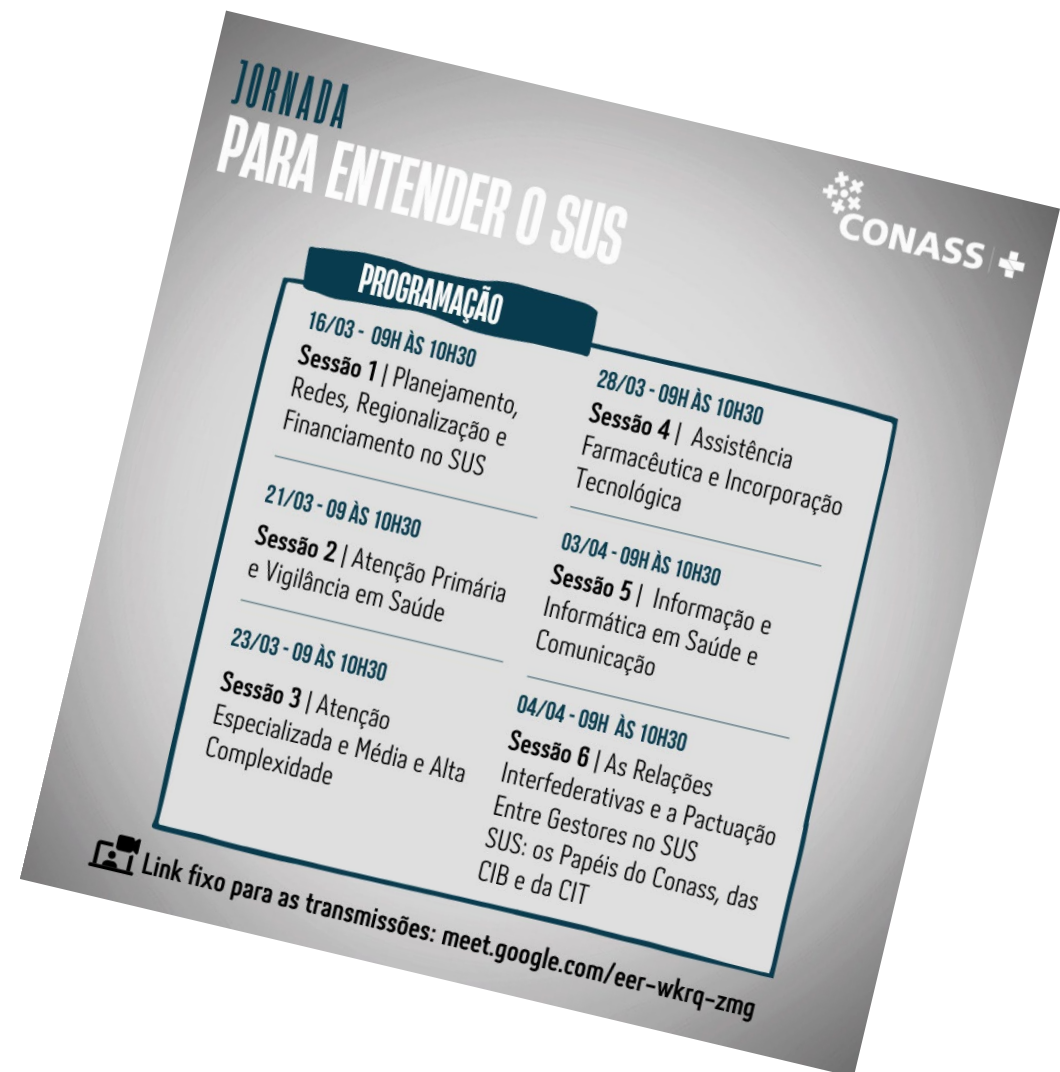 JORNADA
PARA ENTENDER O SUS
CONASS
PROGRAMAÇÃO
16/03 - 09H ÀS 10H30
Sessão 1 | Planejamento,
Redes, Regionalização e
Financiamento no SUS
21/03 - 09 ÀS 10H30
Sessão 2 | Atenção Primária
e Vigilância em Saúde
23/03 - 09 ÀS 10H30
Sessão 3 | Atenção
Especializada e Média e Alta
Complexidade
28/03 - 09H ÀS 10H30
Sessão 4 | Assistência
Farmacêutica e Incorporação
Tecnológica
03/04 - 09H ÀS 10H30
Sessão 5 | Informação e
Informática em Saúde e
Comunicação
04/04 - 09H ÀS 10H30
Sessão 6 | As Relações
Interfederativas e a Pactuação
Entre Gestores no SUS
SUS: os Papéis do Conass, das
CIB e da CIT
Link fixo para as transmissões: meet.google.com/eer-wkrq-zmg